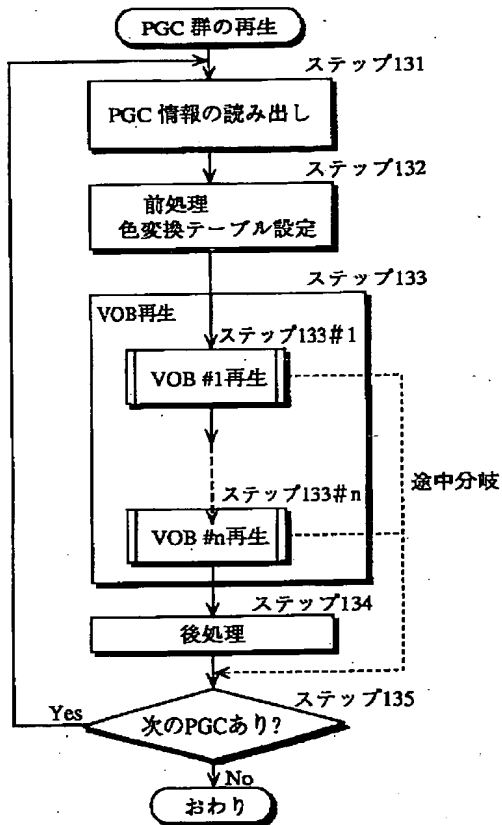 PGC 群の再生
ステップ131
PGC 情報の読み出し
ステップ132
前処理
色変換テーブル設定
ステップ133
VOB再生
ステップ133#1
VOB #1再生
途中分岐
ステップ133#n
VOB #n再生
ステップ134
後処理
ステップ135
Yes
次のPGCあり?
No
おわり